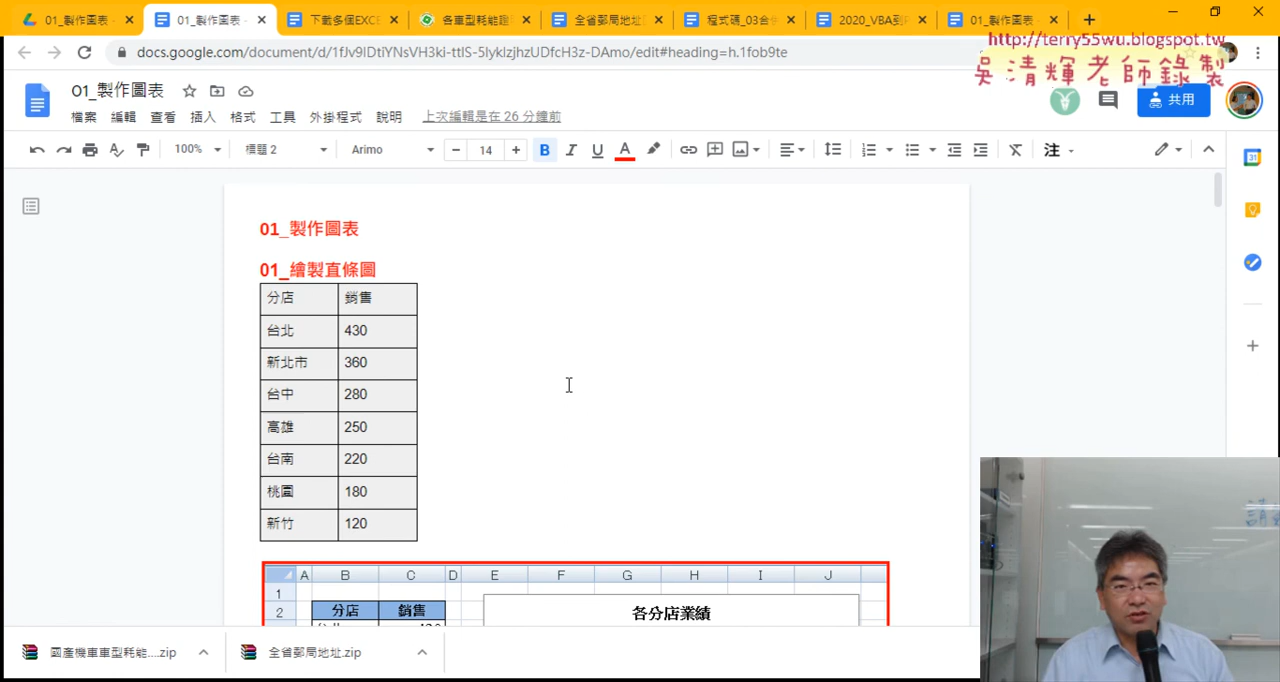 01_製作圖表 -
01_製作圖表 -
下載多個EXCE
各車型耗能證
全省郵局地址
程式碼_03合併
2020_VBA到P
01_製作圖表 -
docs.google.com/document/d/1fJv9lDtiYNsVH3ki-ttlS-5lyklzjhzUDfcH3z-DAmo/edit#heading=h.1fob9te
http://terry55wu.blogspot.tw
吳清輝老師錄製
01_製作圖表
檔案 編輯 查看 插入 格式 工具 外掛程式 說明 上次編輯是在 26 分鐘前
共用
100% 標題 2 Arimo − 14 + B I U A 注
31
01_製作圖表
01_繪製直條圖
分店 銷售
台北 430
新北市 360
台中 280
高雄 250
台南 220
桃園 180
新竹 120
A B C D E F G H I J
1
2 分店 銷售 各分店業績
國產機車車型耗能....zip
全省郵局地址.zip